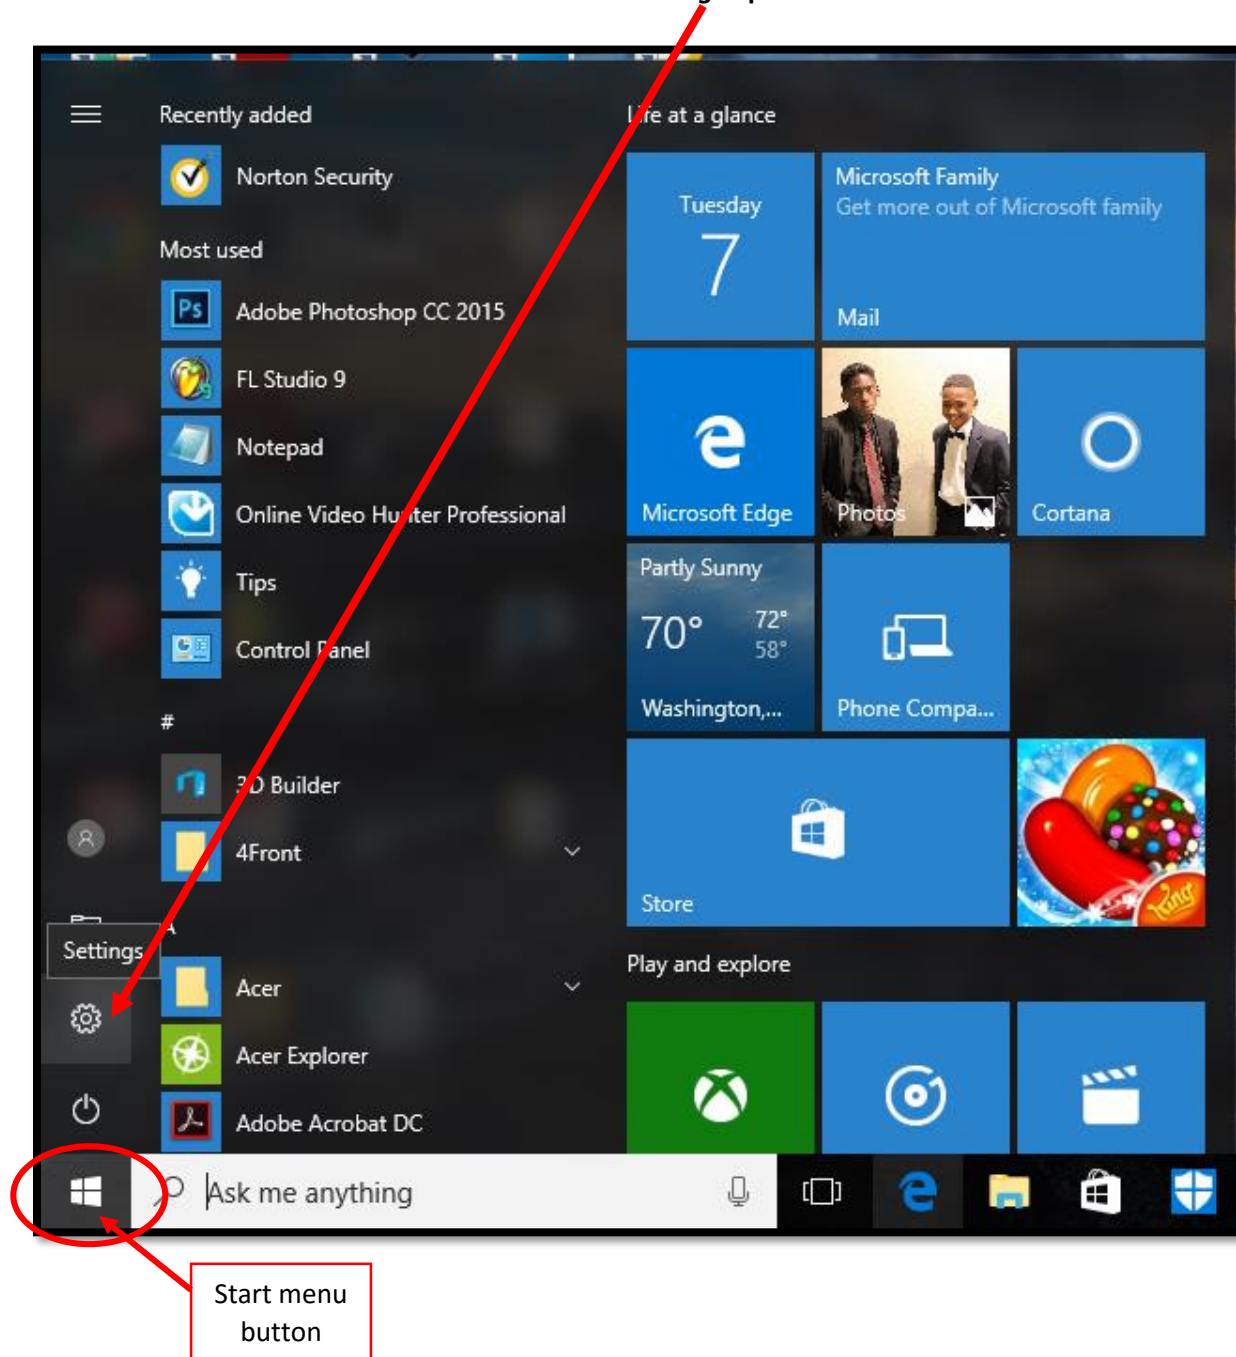 Recently added
Norton Security
Most used
Adobe Photoshop CC 2015
FL Studio 9
Notepad
Online Video Hunter Professional
Tips
Control Panel
#
3D Builder
4Front
A
Settings
Acer
Acer Explorer
Adobe Acrobat DC
Life at a glance
Tuesday
7
Microsoft Family
Get more out of Microsoft family
Mail
Microsoft Edge
Photos
Cortana
Partly Sunny
70° 72°
58°
Washington,...
Phone Compa...
Store
King
Play and explore
Ask me anything
Start menu
button